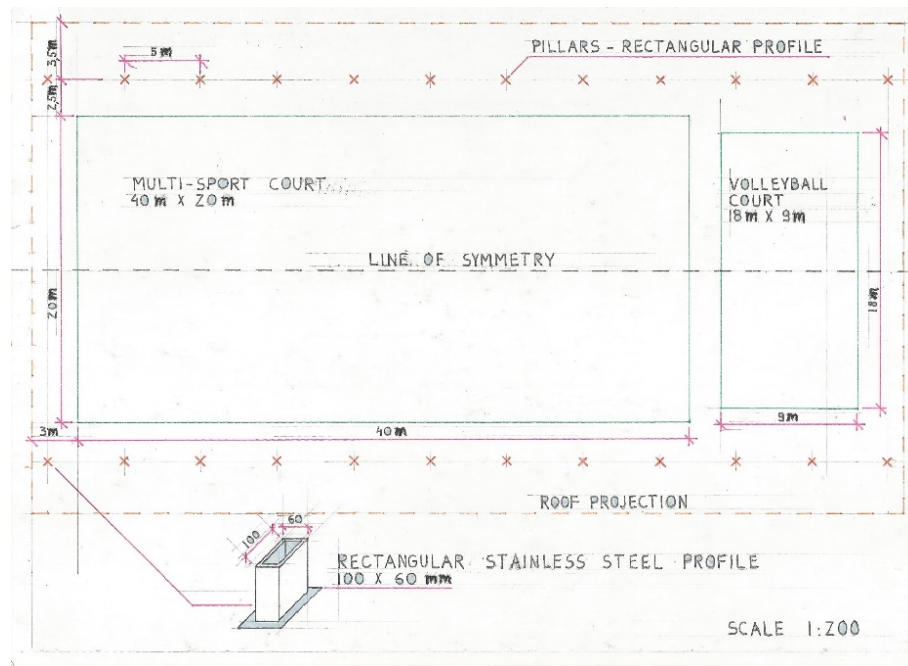 3,5m
5m
PILLARS - RECTANGULAR PROFILE
2,5m
MULTI-SPORT COURT
40m X 20m
VOLLEYBALL
COURT
18m X 9m
LINE OF SYMMETRY
20m
18m
3m
40m
9m
ROOF PROJECTION
100
60
RECTANGULAR STAINLESS STEEL PROFILE
100 X 60 mm
SCALE 1:200